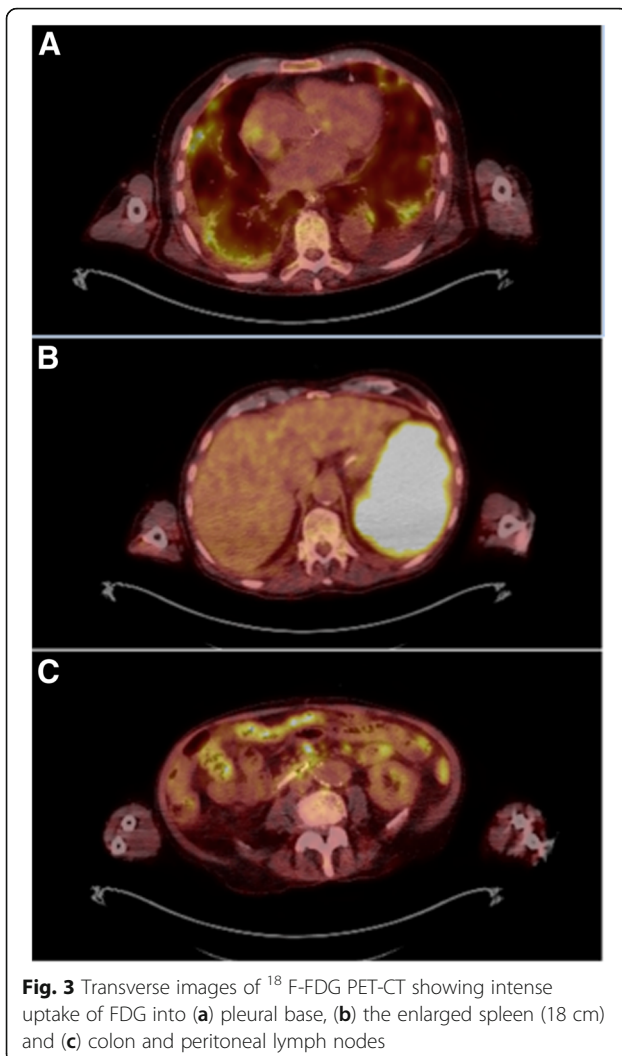 A
B
C
Fig. 3 Transverse images of ¹⁸ F-FDG PET-CT showing intense
uptake of FDG into (a) pleural base, (b) the enlarged spleen (18 cm)
and (c) colon and peritoneal lymph nodes